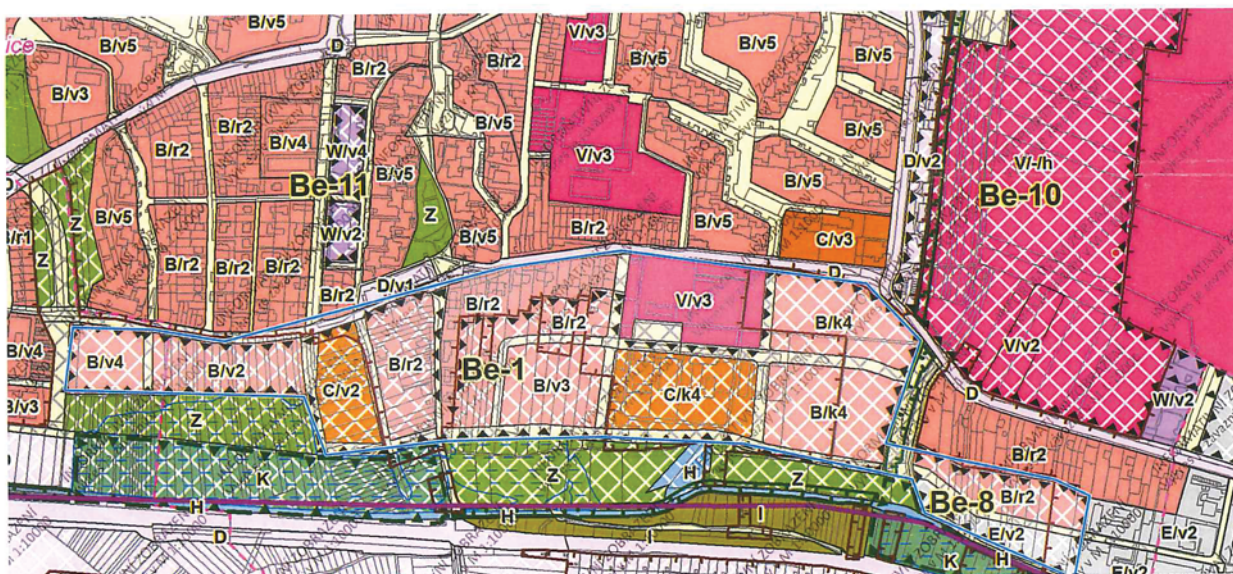 B/v5
B/v5
V/v3
B/v5
B/v5
B/v5
ice
D
B/r2
B/r2
B/v3
B/r2
B/v4
W/v4
B/v5
B/v5
V/v3
B/v5
D/v2
V/-/h
Be-11
Be-10
D
B/r1
Z
B/v5
B/r2
B/r2
B/r2
W/v2
Z
B/v5
B/r2
B/v5
C/v3
B/r2
D/v1
D
B/r2
B/r2
V/v3
B/k4
V/v2
B/v4
B/v4
B/v2
C/v2
B/r2
Be-1
B/v3
C/k4
B/k4
D
W/v2
B/v3
Z
B/r2
K
Z
H
Z
Be-8
B/r2
H
H
I
E/v2
E/v2
D
I
K
H
E/v2